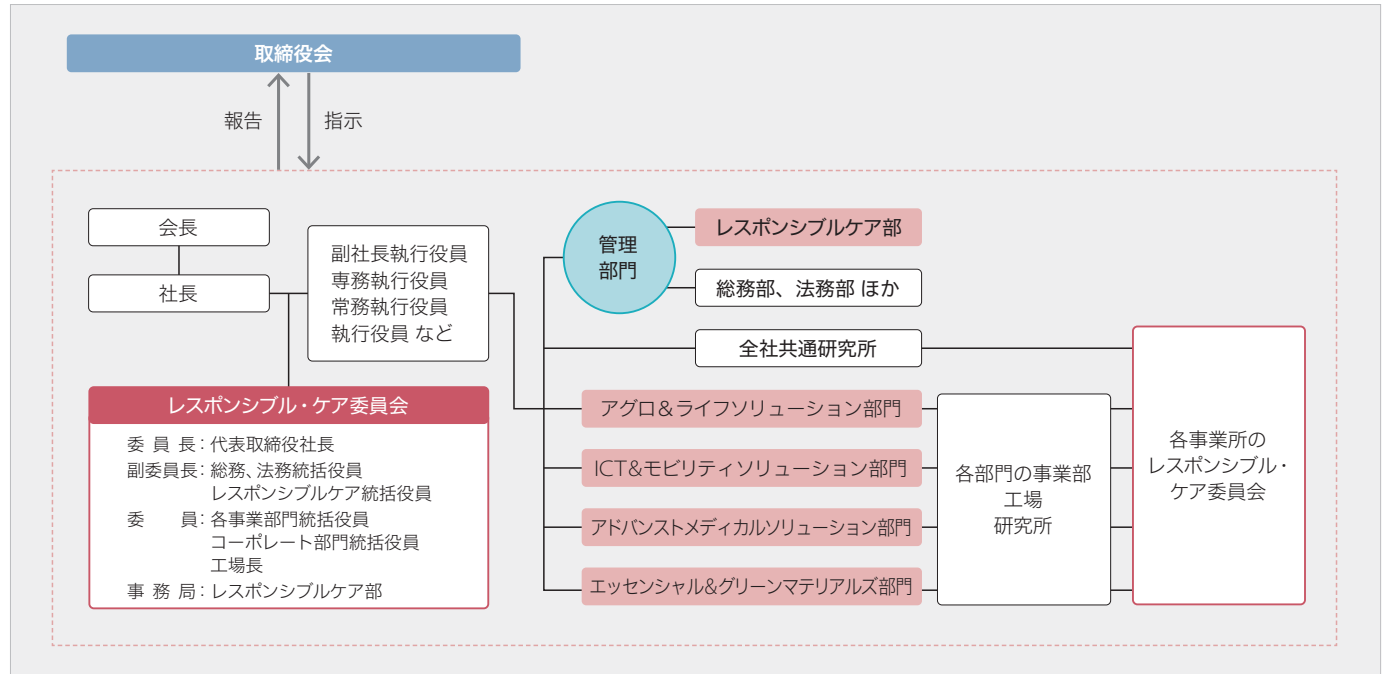 取締役会
報告
指示
会長
社長
副社長執行役員
専務執行役員
常務執行役員
執行役員 など
レスポンシブル・ケア委員会
委 員 長：代表取締役社長
副委員長：総務、法務統括役員
レスポンシブルケア統括役員
委　　員：各事業部門統括役員
コーポレート部門統括役員
工場長
事 務 局：レスポンシブルケア部
管理
部門
レスポンシブルケア部
総務部、法務部 ほか
全社共通研究所
アグロ＆ライフソリューション部門
ICT&モビリティソリューション部門
アドバンストメディカルソリューション部門
エッセンシャル&グリーンマテリアルズ部門
各部門の事業部
工場
研究所
各事業所の
レスポンシブル・
ケア委員会